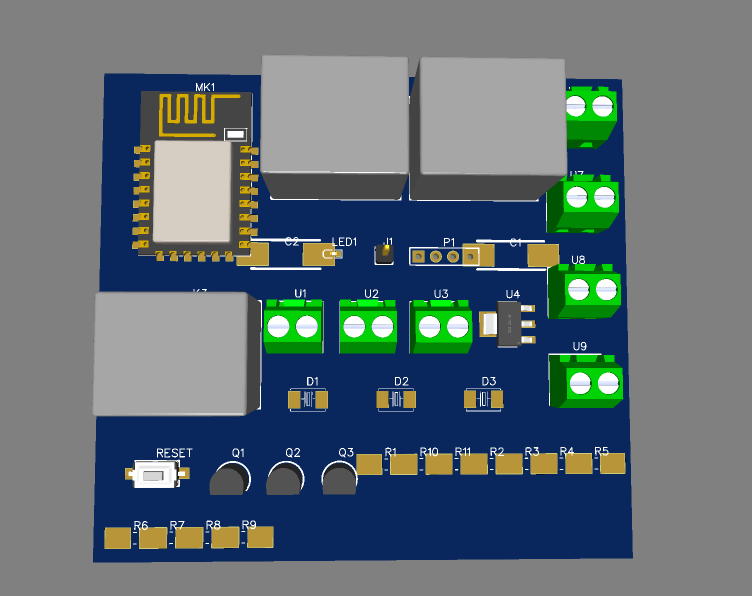 MK1
U7
C2 LED1 J1 P1 C1
U8
K3 U1 U2 U3 U4
U9
D1 D2 D3
RESET Q1 Q2 Q3 R1 R10 R11 R2 R3 R4 R5
R6 R7 R8 R9